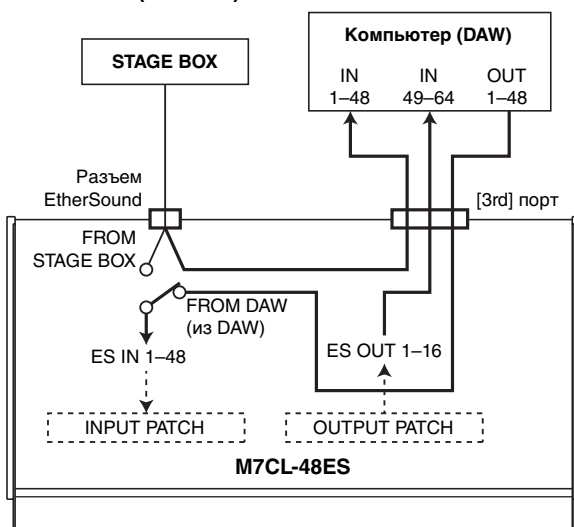 Компьютер (DAW)
STAGE BOX
IN IN OUT
1–48 49–64 1–48
Разъем
EtherSound
[3rd] порт
FROM
STAGE BOX
FROM DAW
(из DAW)
ES IN 1–48
ES OUT 1–16
INPUT PATCH
OUTPUT PATCH
M7CL-48ES